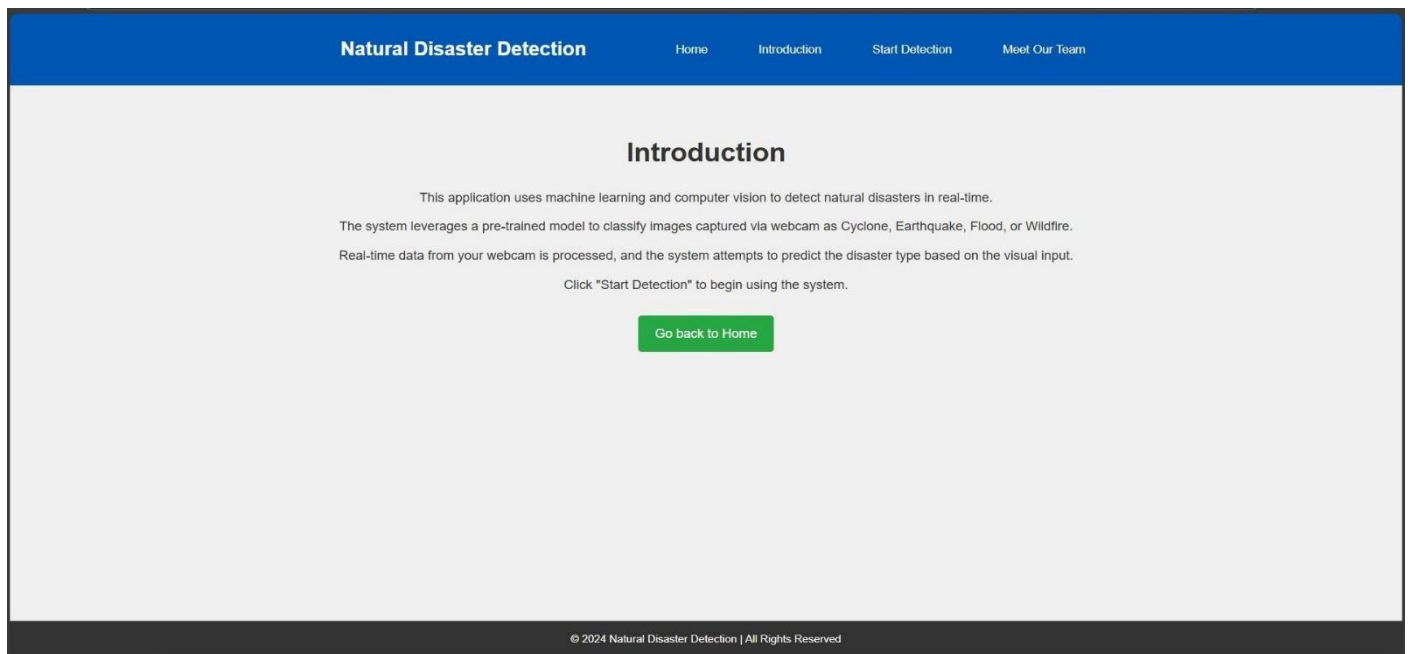 Natural Disaster Detection
Home
Introduction
Start Detection
Meet Our Team
Introduction
This application uses machine learning and computer vision to detect natural disasters in real-time.
The system leverages a pre-trained model to classify images captured via webcam as Cyclone, Earthquake, Flood, or Wildfire.
Real-time data from your webcam is processed, and the system attempts to predict the disaster type based on the visual input.
Click "Start Detection" to begin using the system.
Go back to Home
© 2024 Natural Disaster Detection | All Rights Reserved